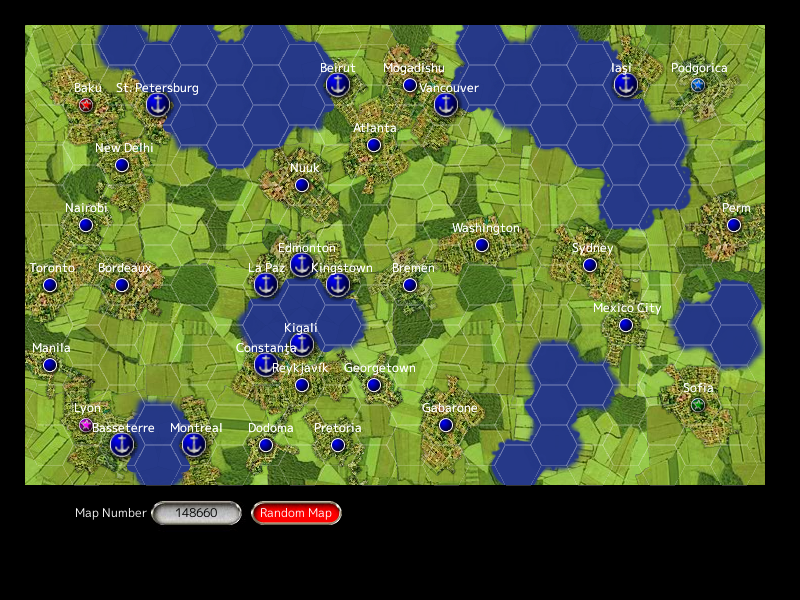 Beirut
Mogadishu
Iasi
Podgorica
Baku
St. Petersburg
Vancouver
Atlanta
New Delhi
Nuuk
Nairobi
Perm
Washington
Edmonton
Sydney
Toronto
Bordeaux
La Paz
Kingstown
Bremen
Mexico City
Kigali
Manila
Constanta
Reykjavik
Georgetown
Sofia
Lyon
Gabarone
Basseterre
Montreal
Dodoma
Pretoria
Map Number 148660 Random Map